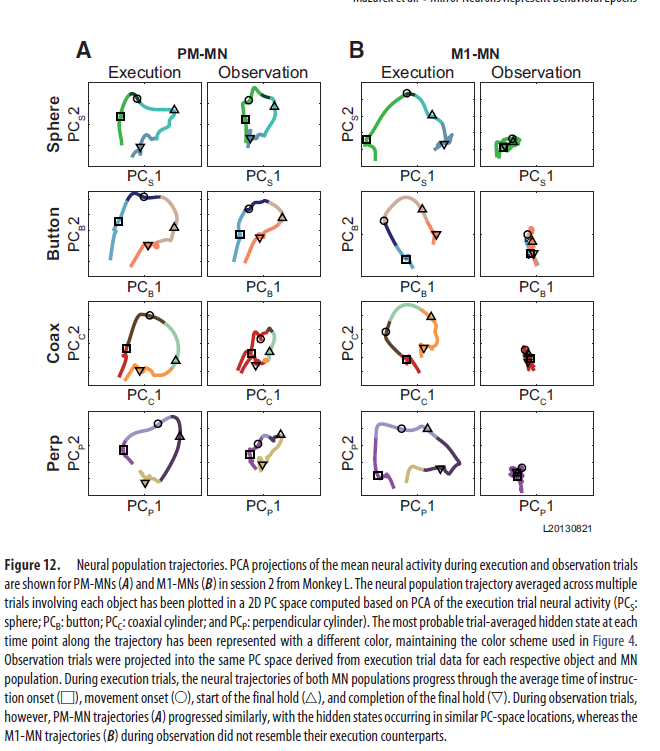 Mazurek et al. • Mirror Neurons Represent Behavioral Epochs
A PM-MN
B M1-MN
Execution Observation Execution Observation
Sphere
PCS2
PCS1 PCS1 PCS1 PCS1
Button
PCB2 PCB2
PCB1 PCB1 PCB1 PCB1
Coax
PCC2 PCC2
PCC1 PCC1 PCC1 PCC1
Perp
PCP2 PCP2
PCP1 PCP1 PCP1 PCP1
L20130821
Figure 12. Neural population trajectories. PCA projections of the mean neural activity during execution and observation trials
are shown for PM-MNs (A) and M1-MNs (B) in session 2 from Monkey L. The neural population trajectory averaged across multiple
trials involving each object has been plotted in a 2D PC space computed based on PCA of the execution trial neural activity (PCS:
sphere; PCB: button; PCC: coaxial cylinder; and PCP: perpendicular cylinder). The most probable trial-averaged hidden state at each
time point along the trajectory has been represented with a different color, maintaining the color scheme used in Figure 4.
Observation trials were projected into the same PC space derived from execution trial data for each respective object and MN
population. During execution trials, the neural trajectories of both MN populations progress through the average time of instruc-
tion onset (□), movement onset (○), start of the final hold (△), and completion of the final hold (▽). During observation trials,
however, PM-MN trajectories (A) progressed similarly, with the hidden states occurring in similar PC-space locations, whereas the
M1-MN trajectories (B) during observation did not resemble their execution counterparts.